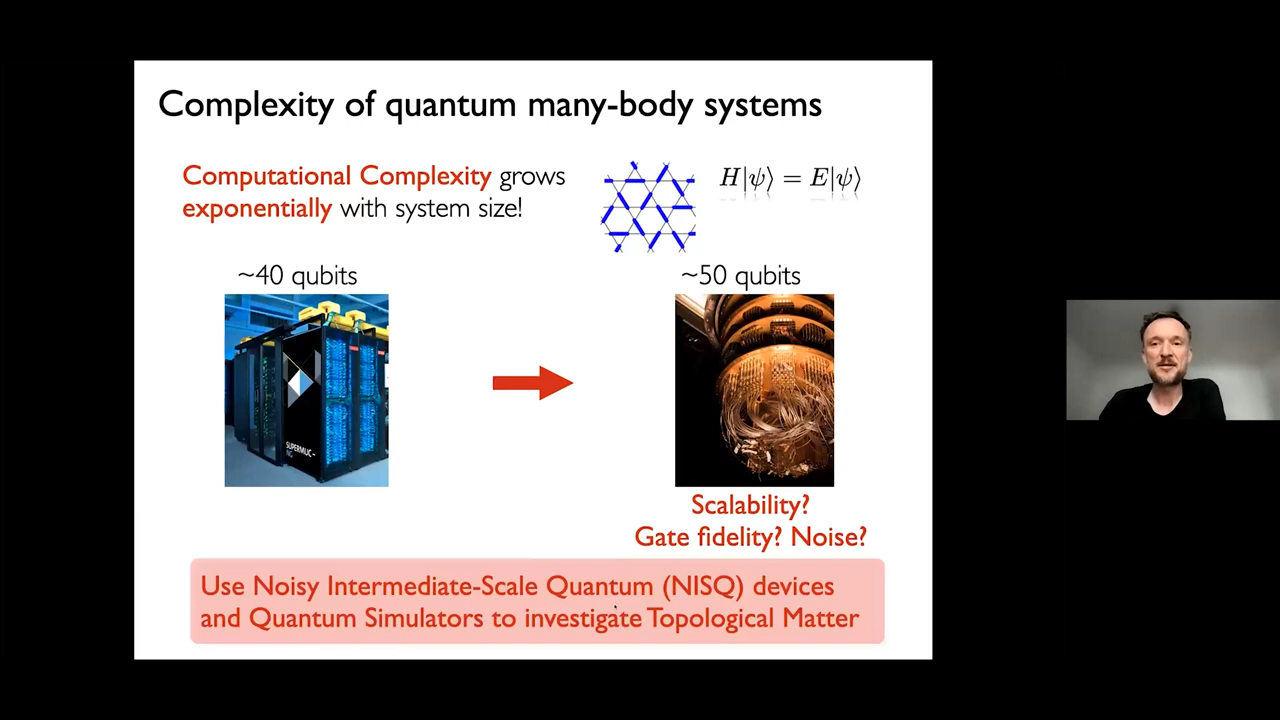 Complexity of quantum many-body systems
Computational Complexity grows
exponentially with system size!
H|ψ⟩ = E|ψ⟩
~40 qubits
~50 qubits
SUPERMUC-
NG
Scalability?
Gate fidelity? Noise?
Use Noisy Intermediate-Scale Quantum (NISQ) devices
and Quantum Simulators to investigate Topological Matter